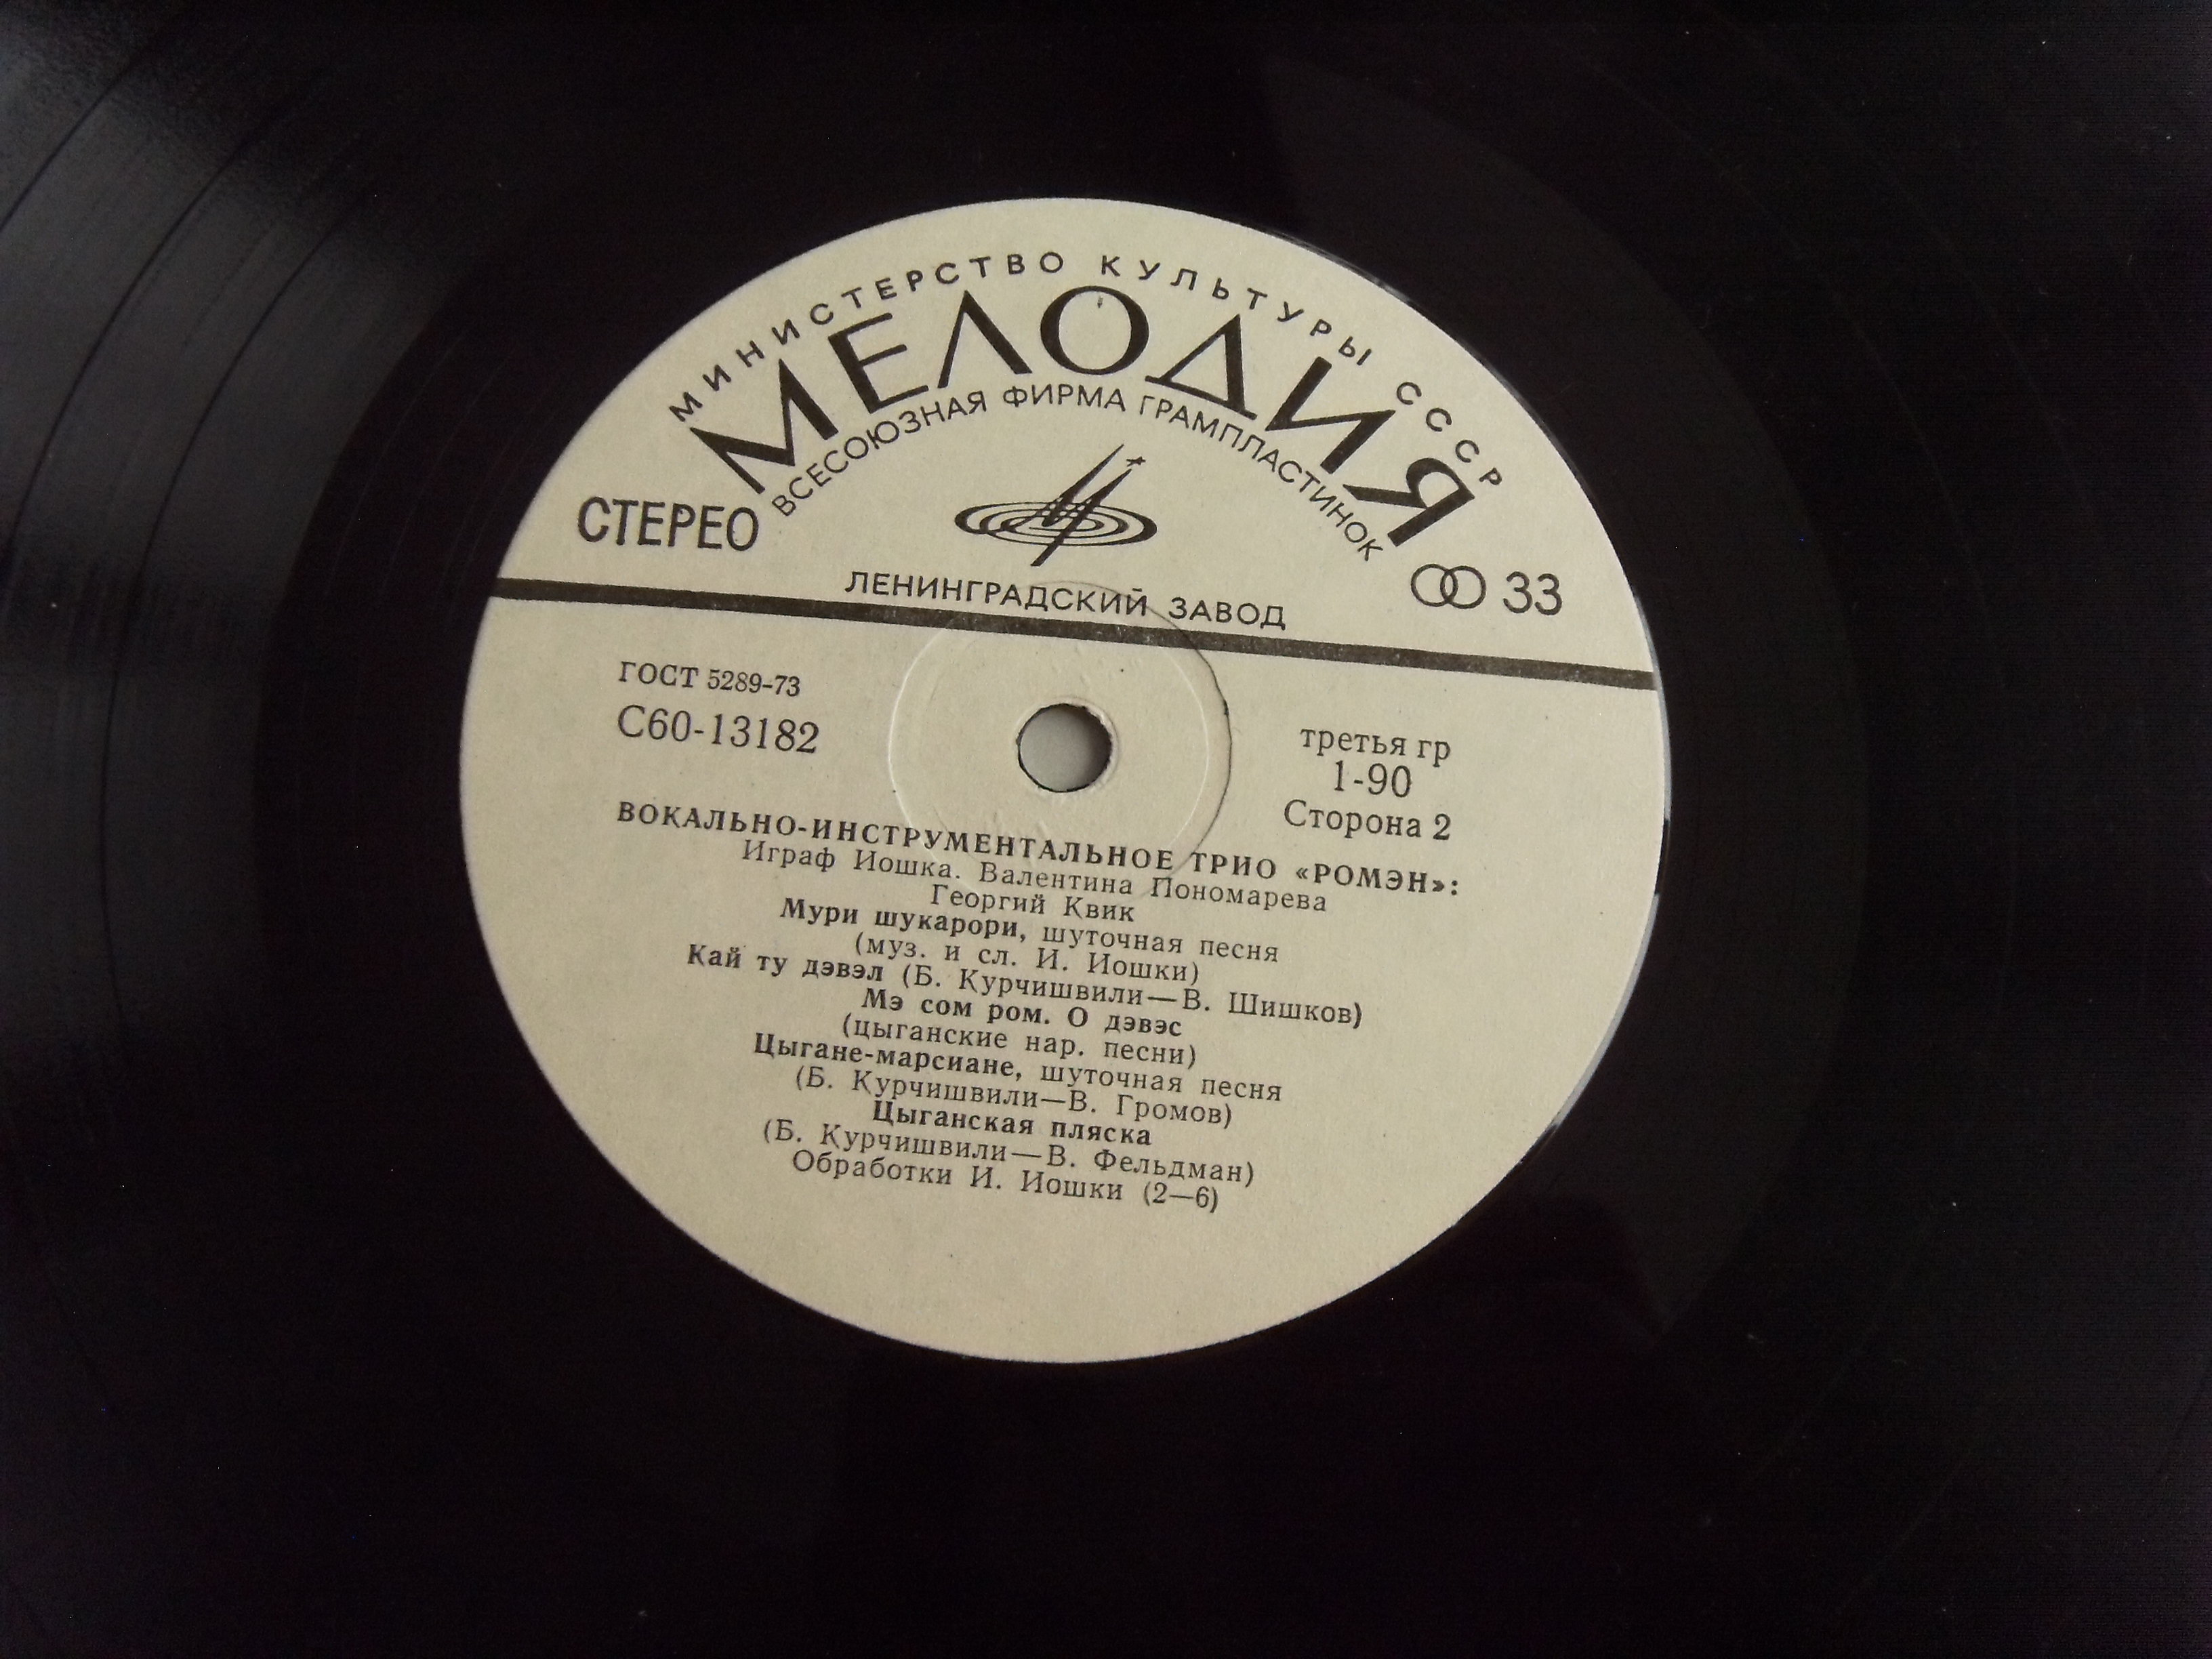 МИНИСТЕРСТВО КУЛЬТУРЫ СССР
МЕЛОДИЯ
ВСЕСОЮЗНАЯ ФИРМА ГРАМПЛАСТИНОК
СТЕРЕО
33
ЛЕНИНГРАДСКИЙ ЗАВОД
ГОСТ 5289-73
С60-13182
третья гр
1-90
Сторона 2
ВОКАЛЬНО-ИНСТРУМЕНТАЛЬНОЕ ТРИО «РОМЭН»:
Играф Иошка. Валентина Пономарева
Георгий Квик
Мури шукарори, шуточная песня
(муз. и сл. И. Иошки)
Кай ту дэвэл (Б. Курчишвили—В. Шишков)
Мэ сом ром. О дэвэс
(цыганские нар. песни)
Цыгане-марсиане, шуточная песня
(Б. Курчишвили—В. Громов)
Цыганская пляска
(Б. Курчишвили—В. Фельдман)
Обработки И. Иошки (2—6)